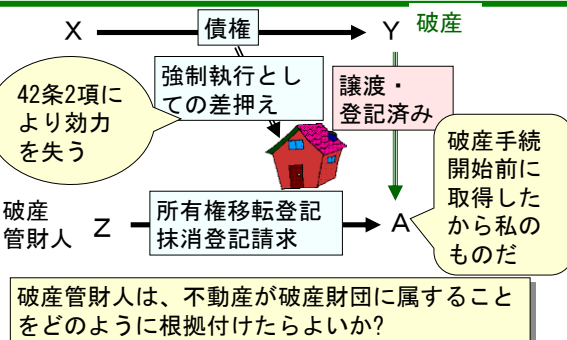 X
債権
Y
破産
強制執行とし
ての差押え
譲渡・
登記済み
42条2項に
より効力
を失う
破産手続
開始前に
取得した
から私の
ものだ
破産
管財人
Z
所有権移転登記
抹消登記請求
A
破産管財人は、不動産が破産財団に属すること
をどのように根拠付けたらよいか?